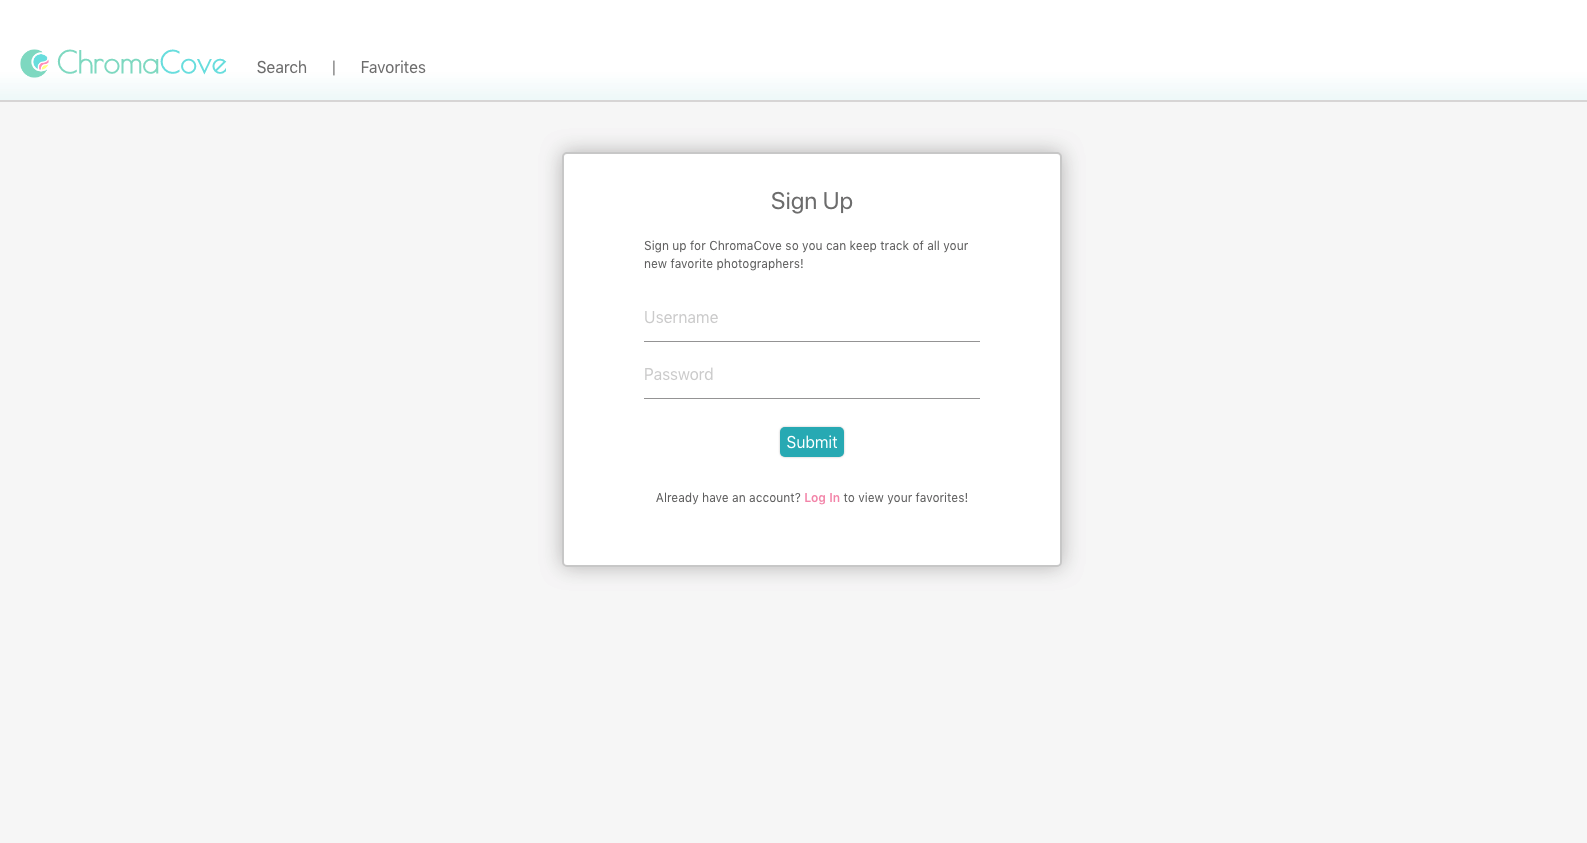 ChromaCove Search | Favorites
Sign Up
Sign up for ChromaCove so you can keep track of all your
new favorite photographers!
Username
Password
Submit
Already have an account? Log In to view your favorites!